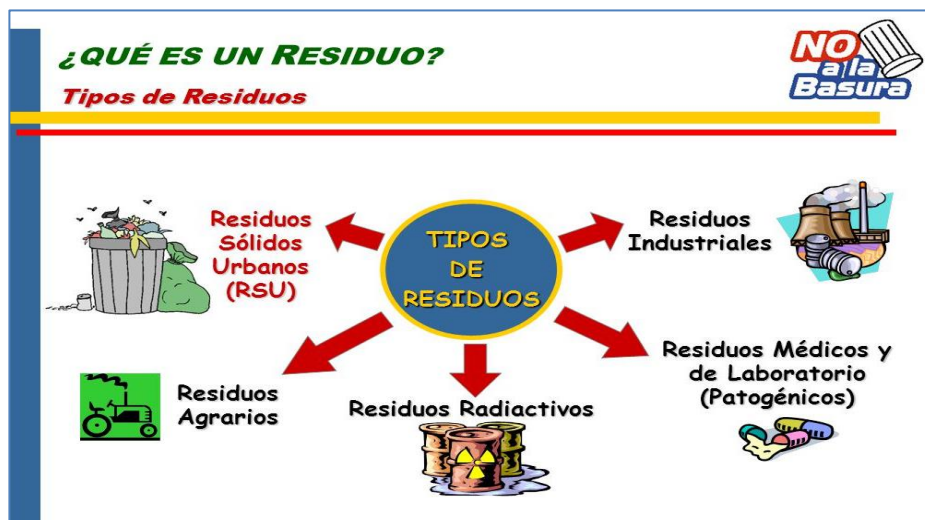 ¿QUÉ ES UN RESIDUO?
Tipos de Residuos
NO
a la
Basura
Residuos
Sólidos
Urbanos
(RSU)
TIPOS
DE
RESIDUOS
Residuos
Industriales
Residuos Agrarios
Residuos Radiactivos
Residuos Médicos y
de Laboratorio
(Patogénicos)